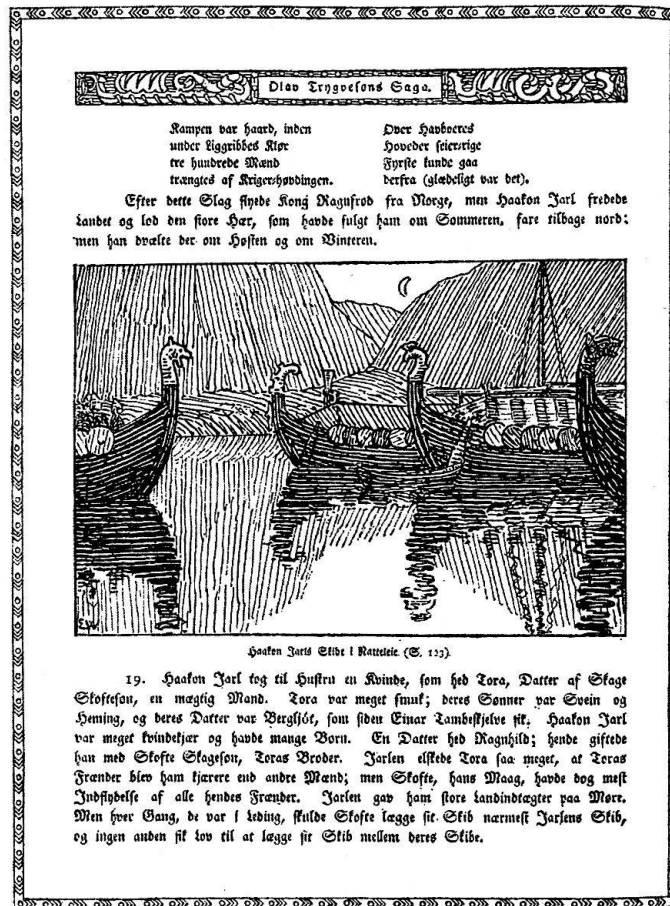 Olav Trygvesøns Saga.
Kampen var haard, inden
under Liggribbes Klør
tre hundrede Mænd
trængtes af Krigershøvdingen.
Over Havboeres
Hoveder seierrige
Fyrste kunde gaa
derfra (glædeligt var det).
Efter dette Slag flyede Kong Ragnfrød fra Norge, men Haakon Jarl fredede
Landet og lod den store Hær, som havde fulgt ham om Sommeren, fare tilbage nord;
men han dvælte der om Høsten og om Vinteren.
EW
Haakon Jarls Skibe i Natteleie. (S. 123).
19. Haakon Jarl tog til Hustru en Kvinde, som hed Tora, Datter af Skage
Skoftesøn, en mægtig Mand. Tora var meget smuk; deres Sønner var Svein og
Heming, og deres Datter var Bergljót, som siden Einar Tambeskjelve fik. Haakon Jarl
var meget kvindekjær og havde mange Børn. En Datter hed Ragnhild; hende giftede
han med Skofte Skagesøn, Toras Broder. Jarlen elskede Tora saa meget, at Toras
Frænder blev ham kjærere end andre Mænd; men Skofte, hans Maag, havde dog mest
Indflydelse af alle hendes Frænder. Jarlen gav ham store Landindtægter paa Møre.
Men hver Gang, de var i Leding, skulde Skofte lægge sit Skib nærmest Jarlens Skib,
og ingen anden fik Lov til at lægge sit Skib mellem deres Skibe.